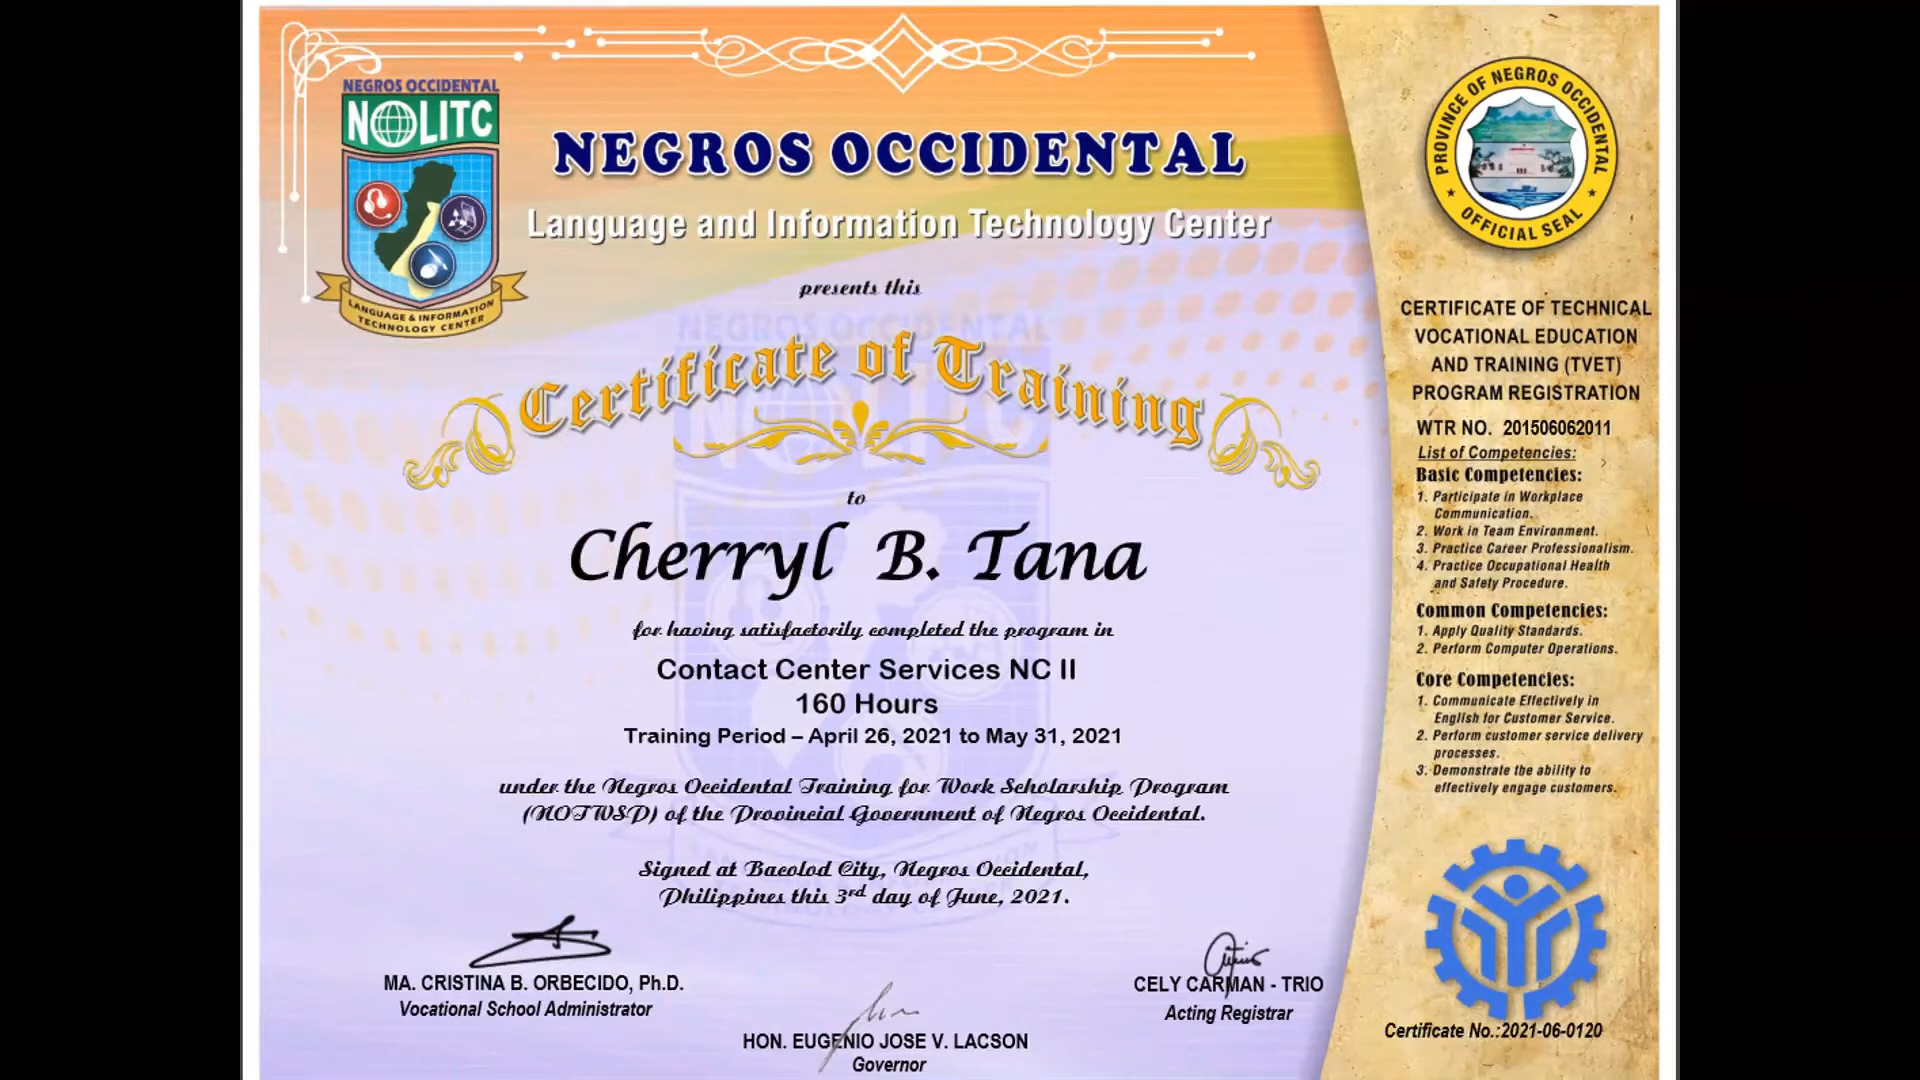 NEGROS OCCIDENTAL
NOLITC
LANGUAGE & INFORMATION
TECHNOLOGY CENTER
NEGROS OCCIDENTAL
Language and Information Technology Center
presents this
Certificate of Training
to
Cherryl B. Tana
for having satisfactorily completed the program in
Contact Center Services NC II
160 Hours
Training Period – April 26, 2021 to May 31, 2021
under the Negros Occidental Training for Work Scholarship Program
(NOTWSP) of the Provincial Government of Negros Occidental.
Signed at Bacolod City, Negros Occidental,
Philippines this 3rd day of June, 2021.
MA. CRISTINA B. ORBECIDO, Ph.D.
Vocational School Administrator
HON. EUGENIO JOSE V. LACSON
Governor
CELY CARMAN - TRIO
Acting Registrar
PROVINCE OF NEGROS OCCIDENTAL
OFFICIAL SEAL
CERTIFICATE OF TECHNICAL
VOCATIONAL EDUCATION
AND TRAINING (TVET)
PROGRAM REGISTRATION
WTR NO. 201506062011
List of Competencies:
Basic Competencies:
1. Participate in Workplace
Communication.
2. Work in Team Environment.
3. Practice Career Professionalism.
4. Practice Occupational Health
and Safety Procedure.
Common Competencies:
1. Apply Quality Standards.
2. Perform Computer Operations.
Core Competencies:
1. Communicate Effectively in
English for Customer Service.
2. Perform customer service delivery
processes.
3. Demonstrate the ability to
effectively engage customers.
Certificate No.:2021-06-0120